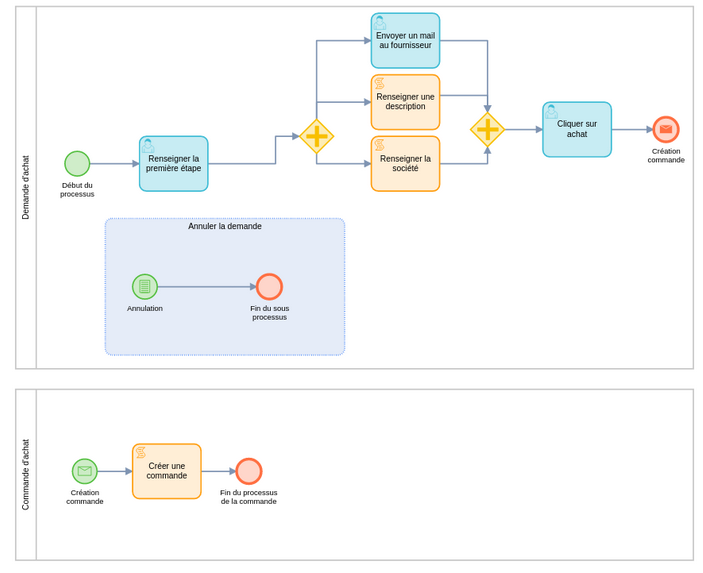 Demande d'achat
Envoyer un mail
au fournisseur
Renseigner une
description
Renseigner la
société
Renseigner la
première étape
Début du
processus
Cliquer sur
achat
Création
commande
Annuler la demande
Annulation
Fin du sous
processus
Commande d'achat
Création
commande
Créer une
commande
Fin du processus
de la commande